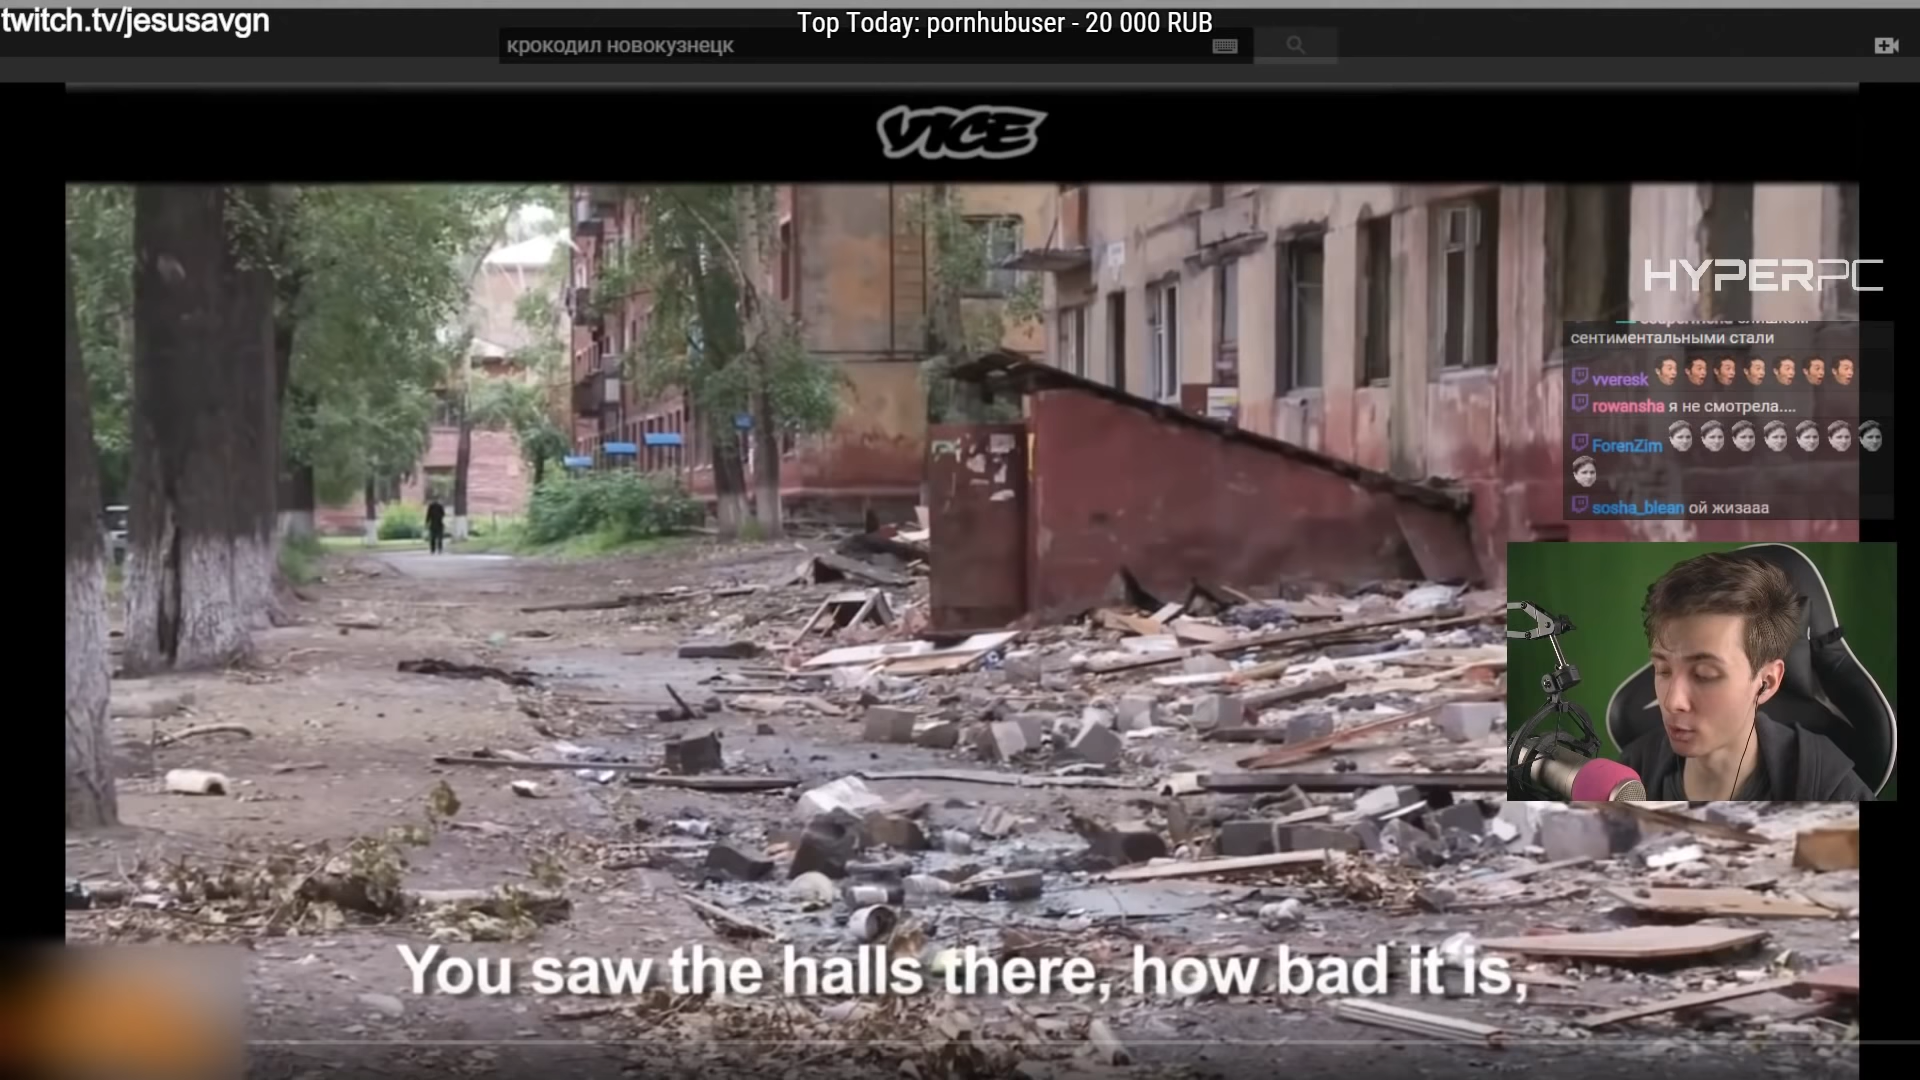 twitch.tv/jesusavgn
Top Today: pornhubuser - 20 000 RUB
крокодил новокузнецк
VICE
HYPERPC
сентиментальными стали
vveresk
rowansha я не смотрела....
ForenZim
sosha_blean ой жизааа
You saw the halls there, how bad it is,